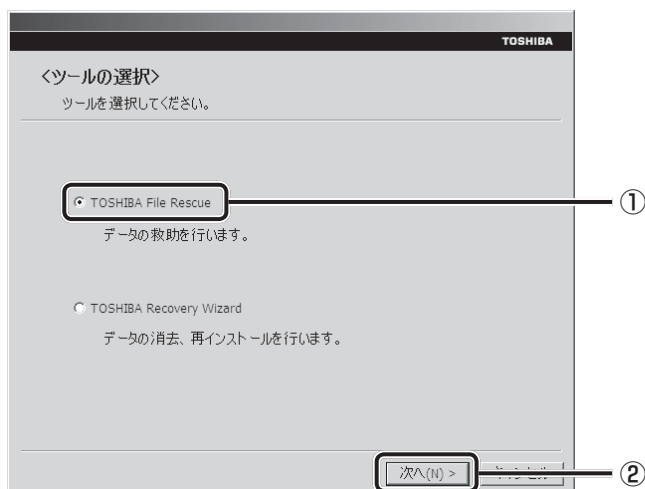 TOSHIBA
<ツールの選択>
ツールを選択してください。
TOSHIBA File Rescue
①
データの救助を行います。
TOSHIBA Recovery Wizard
データの消去、再インストールを行います。
次へ(N) >
②